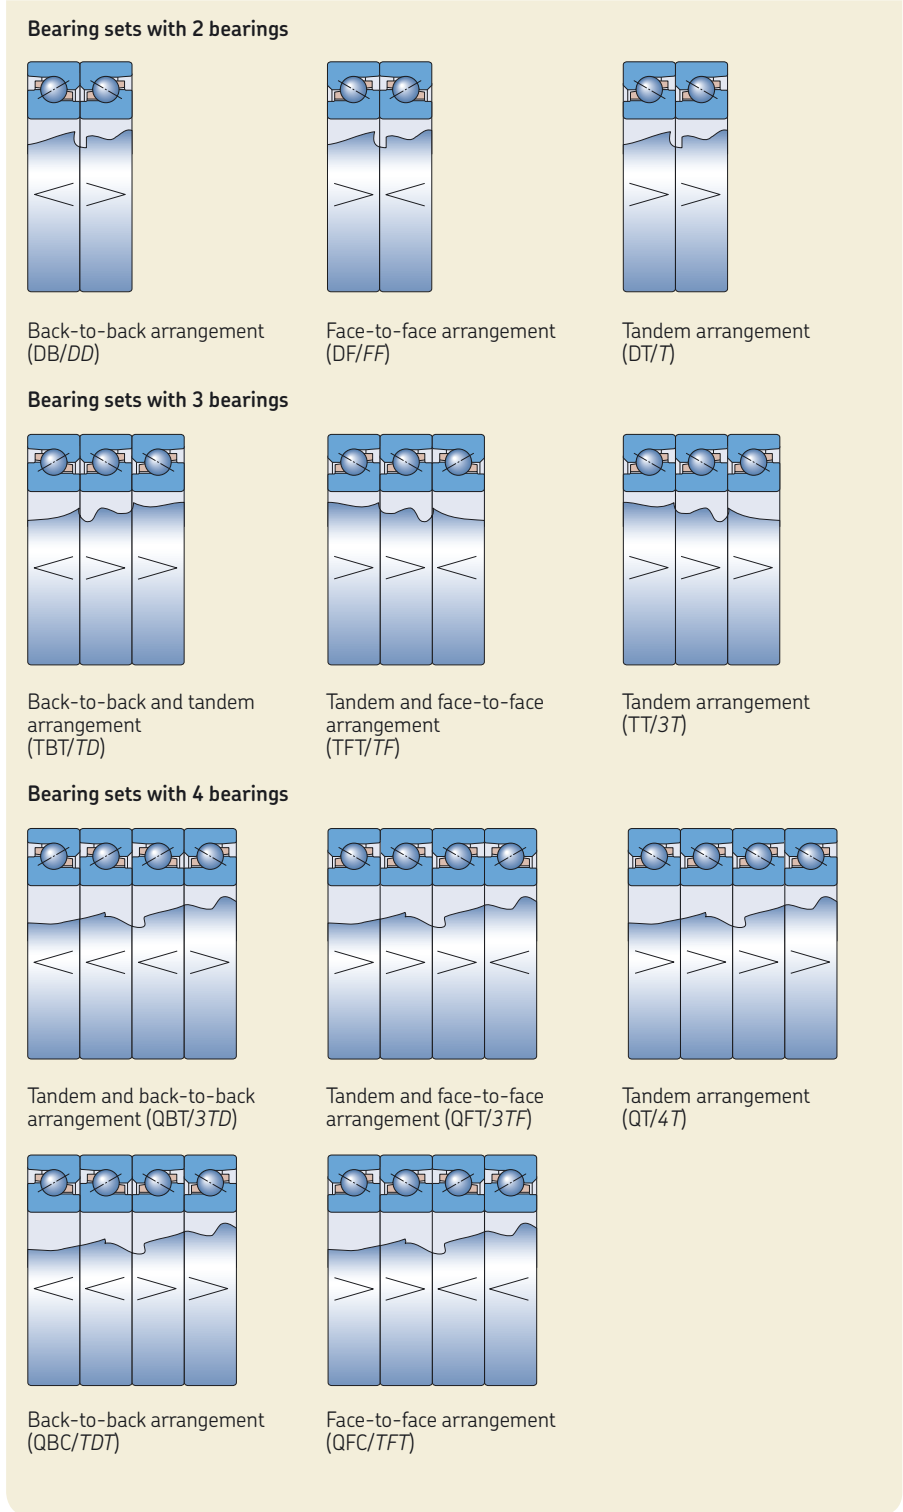 Bearing sets with 2 bearings
Back-to-back arrangement
(DB/DD)
Face-to-face arrangement
(DF/FF)
Tandem arrangement
(DT/T)
Bearing sets with 3 bearings
Back-to-back and tandem
arrangement
(TBT/TD)
Tandem and face-to-face
arrangement
(TFT/TF)
Tandem arrangement
(TT/3T)
Bearing sets with 4 bearings
Tandem and back-to-back
arrangement (QBT/3TD)
Tandem and face-to-face
arrangement (QFT/3TF)
Tandem arrangement
(QT/4T)
Back-to-back arrangement
(QBC/TDT)
Face-to-face arrangement
(QFC/TFT)